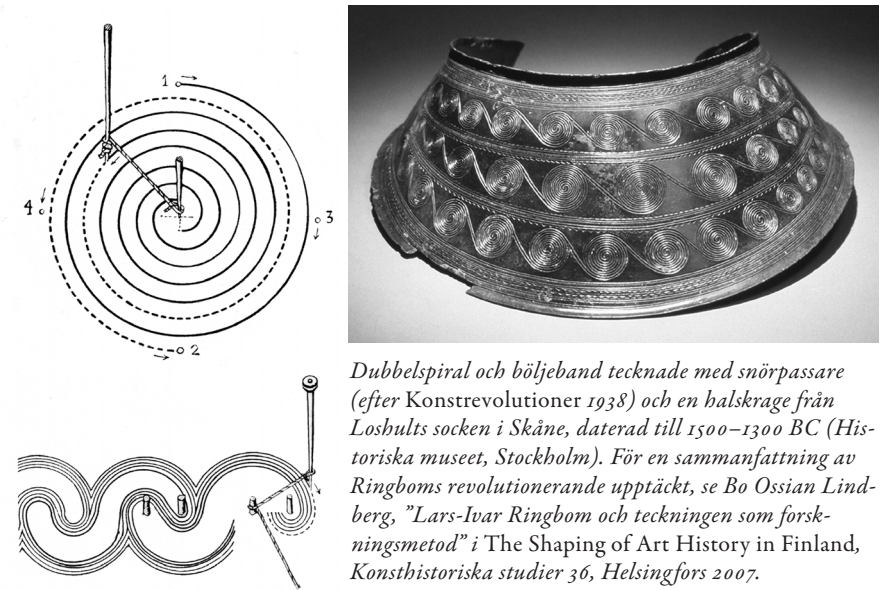 1
4
3
2
Dubbelspiral och böljeband tecknade med snörpassare
(efter Konstrevolutioner 1938) och en halskrage från
Loshults socken i Skåne, daterad till 1500–1300 BC (His-
toriska museet, Stockholm). För en sammanfattning av
Ringboms revolutionerande upptäckt, se Bo Ossian Lind-
berg, ”Lars-Ivar Ringbom och teckningen som forsk-
ningsmetod” i The Shaping of Art History in Finland,
Konsthistoriska studier 36, Helsingfors 2007.